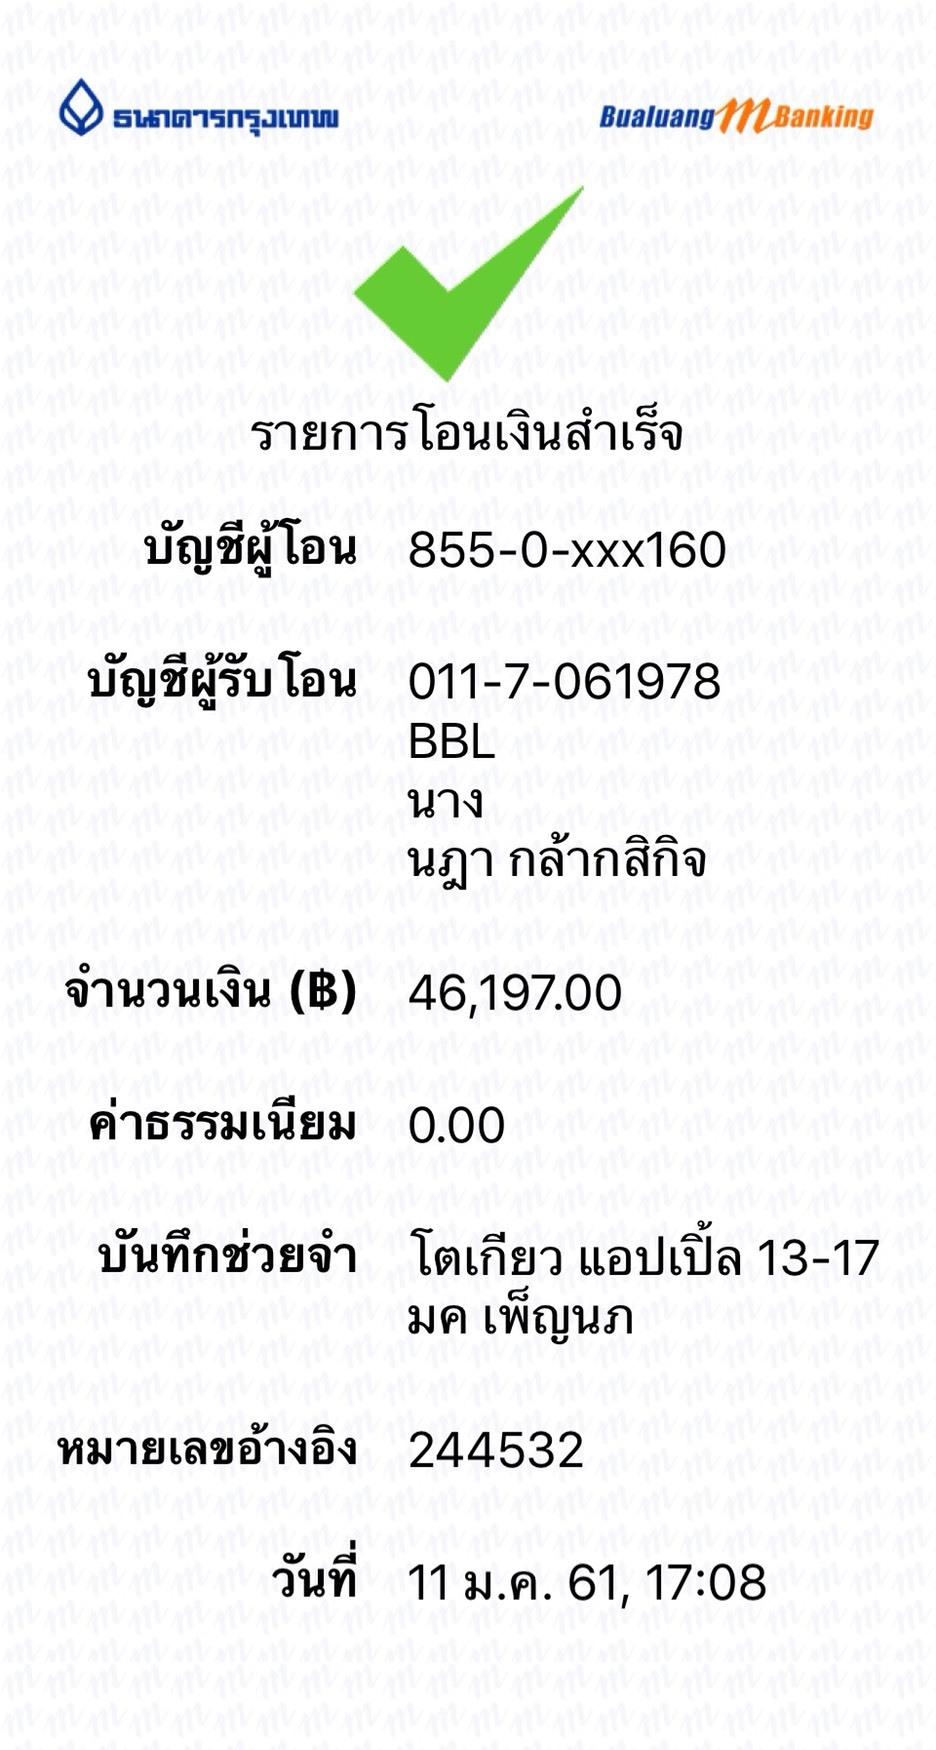 ธนาคารกรุงเทพ Bualuang mBanking
รายการโอนเงินสำเร็จ
บัญชีผู้โอน 855-0-xxx160
บัญชีผู้รับโอน 011-7-061978
BBL
นาง
นฎา กล้ากสิกิจ
จำนวนเงิน (฿) 46,197.00
ค่าธรรมเนียม 0.00
บันทึกช่วยจำ โตเกียว แอปเปิ้ล 13-17
มค เพ็ญนภ
หมายเลขอ้างอิง 244532
วันที่ 11 ม.ค. 61, 17:08